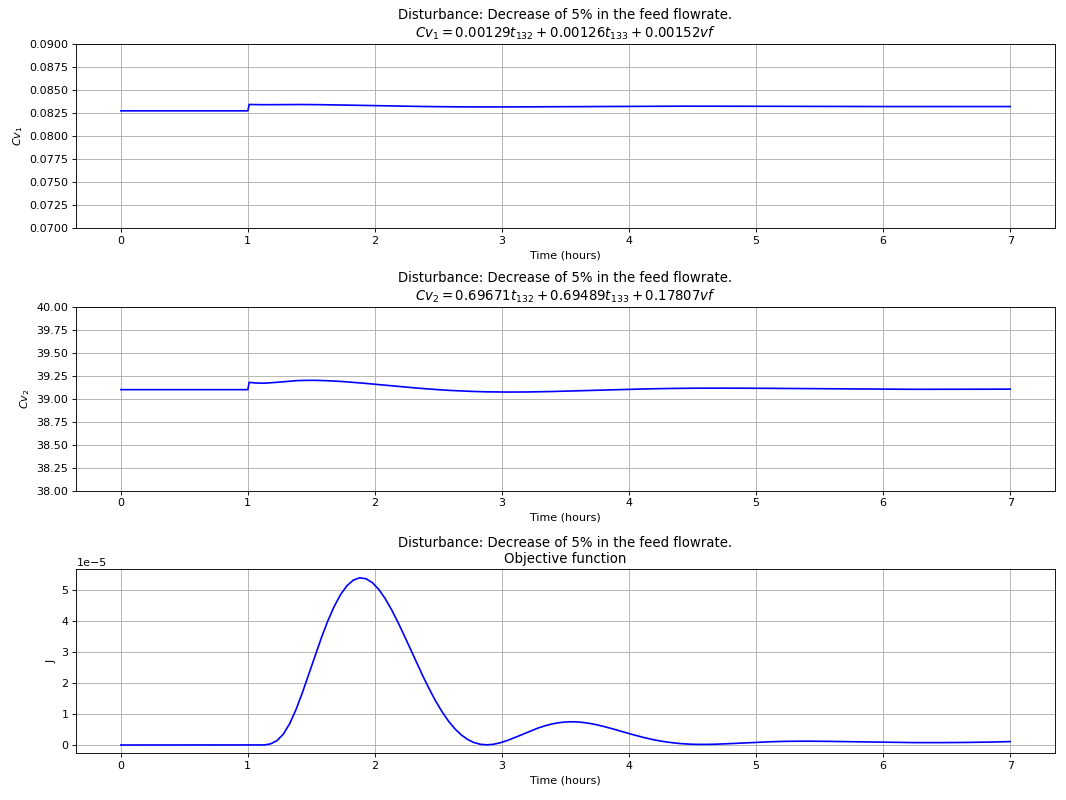 Disturbance: Decrease of 5% in the feed flowrate.
Cv₁ = 0.00129t₁₃₂ + 0.00126t₁₃₃ + 0.00152vf
0.0900
0.0875
0.0850
0.0825
0.0800
0.0775
0.0750
0.0725
0.0700
Cv₁
0 1 2 3 4 5 6 7
Time (hours)
Disturbance: Decrease of 5% in the feed flowrate.
Cv₂ = 0.69671t₁₃₂ + 0.69489t₁₃₃ + 0.17807vf
40.00
39.75
39.50
39.25
39.00
38.75
38.50
38.25
38.00
Cv₂
0 1 2 3 4 5 6 7
Time (hours)
Disturbance: Decrease of 5% in the feed flowrate.
Objective function
1e−5
5
4
3
2
1
0
J
0 1 2 3 4 5 6 7
Time (hours)